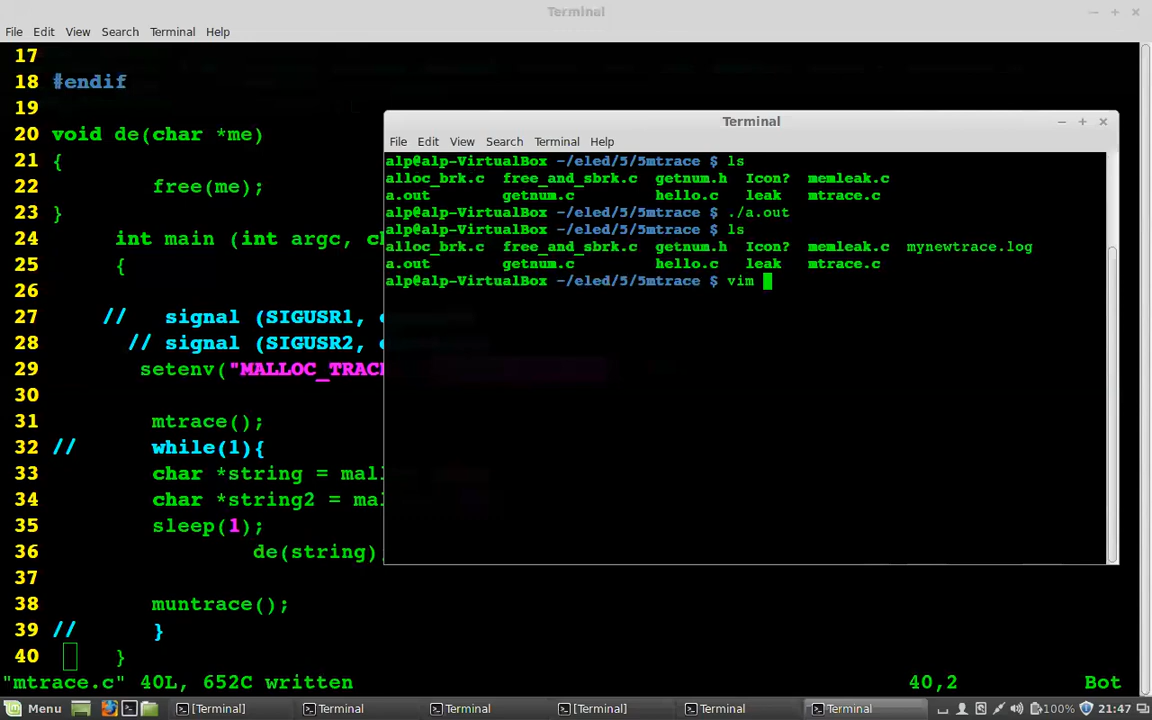 Terminal
File Edit View Search Terminal Help
17
18 #endif
19
20 void de(char *me)
21 {
22 free(me);
23 }
24 int main (int argc, ch
25 {
26
27 // signal (SIGUSR1,
28 // signal (SIGUSR2,
29 setenv("MALLOC_TRAC
30
31 mtrace();
32 // while(1){
33 char *string = mal
34 char *string2 = ma
35 sleep(1);
36 de(string)
37
38 muntrace();
39 // }
40 }
"mtrace.c" 40L, 652C written 40,2 Bot
Terminal
File Edit View Search Terminal Help
alp@alp-VirtualBox ~/eled/5/5mtrace $ ls
alloc_brk.c free_and_sbrk.c getnum.h Icon? memleak.c
a.out getnum.c hello.c leak mtrace.c
alp@alp-VirtualBox ~/eled/5/5mtrace $ ./a.out
alp@alp-VirtualBox ~/eled/5/5mtrace $ ls
alloc_brk.c free_and_sbrk.c getnum.h Icon? memleak.c mynewtrace.log
a.out getnum.c hello.c leak mtrace.c
alp@alp-VirtualBox ~/eled/5/5mtrace $ vim
Menu [Terminal] Terminal Terminal [Terminal] Terminal Terminal 100% 21:47